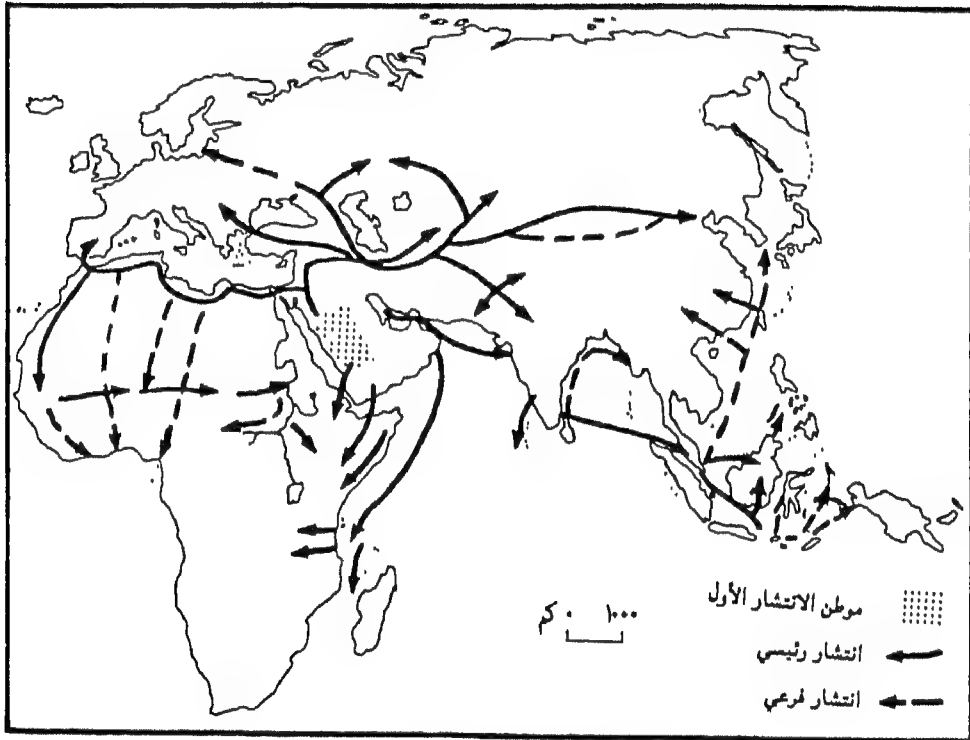 موطن الانتشار الأول
١٠٠٠ ٠ كم
انتشار رئيسي
انتشار فرعي